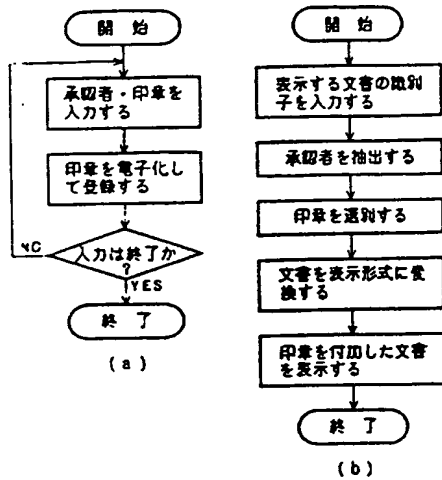 開 始
承認者・印章を
入力する
印章を電子化し
て登録する
NO
入力は終了か
?
YES
終 了
(a)
開 始
表示する文書の識別
子を入力する
承認者を抽出する
印章を選別する
文書を表示形式に変
換する
印章を付加した文書
を表示する
終 了
(b)